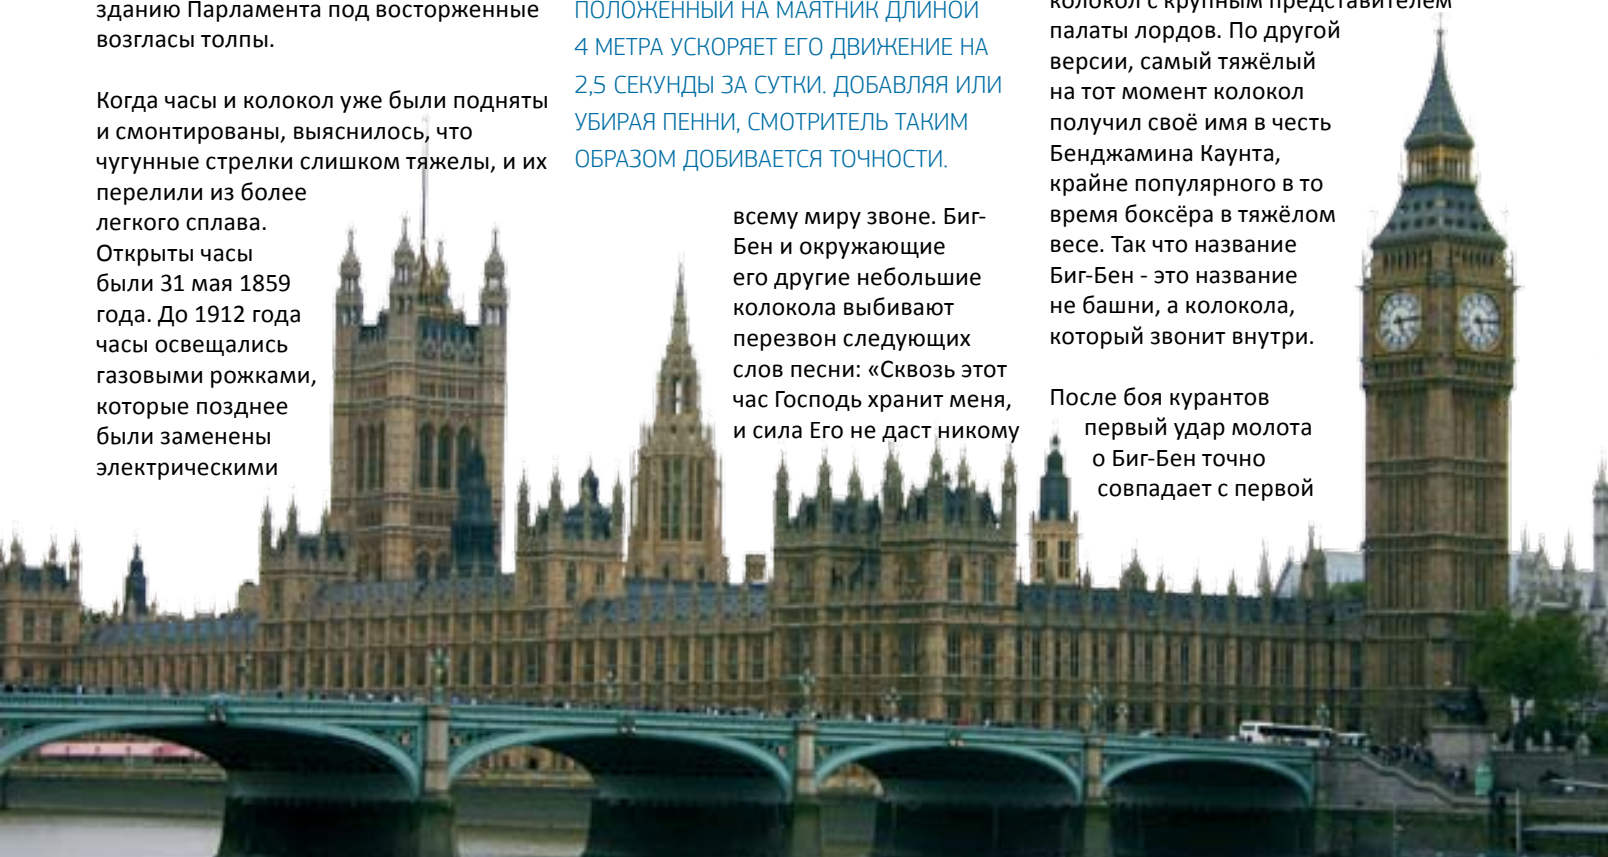 зданию Парламента под восторженные
возгласы толпы.
Когда часы и колокол уже были подняты
и смонтированы, выяснилось, что
чугунные стрелки слишком тяжелы, и их
перелили из более
легкого сплава.
Открыты часы
были 31 мая 1859
года. До 1912 года
часы освещались
газовыми рожками,
которые позднее
были заменены
электрическими
ПОЛОЖЕННЫЙ НА МАЯТНИК ДЛИНОЙ
4 МЕТРА УСКОРЯЕТ ЕГО ДВИЖЕНИЕ НА
2,5 СЕКУНДЫ ЗА СУТКИ. ДОБАВЛЯЯ ИЛИ
УБИРАЯ ПЕННИ, СМОТРИТЕЛЬ ТАКИМ
ОБРАЗОМ ДОБИВАЕТСЯ ТОЧНОСТИ.
всему миру звоне. Биг-
Бен и окружающие
его другие небольшие
колокола выбивают
перезвон следующих
слов песни: «Сквозь этот
час Господь хранит меня,
и сила Его не даст никому
колокол с крупным представителем
палаты лордов. По другой
версии, самый тяжёлый
на тот момент колокол
получил своё имя в честь
Бенджамина Каунта,
крайне популярного в то
время боксёра в тяжёлом
весе. Так что название
Биг-Бен - это название
не башни, а колокола,
который звонит внутри.
После боя курантов
первый удар молота
о Биг-Бен точно
совпадает с первой